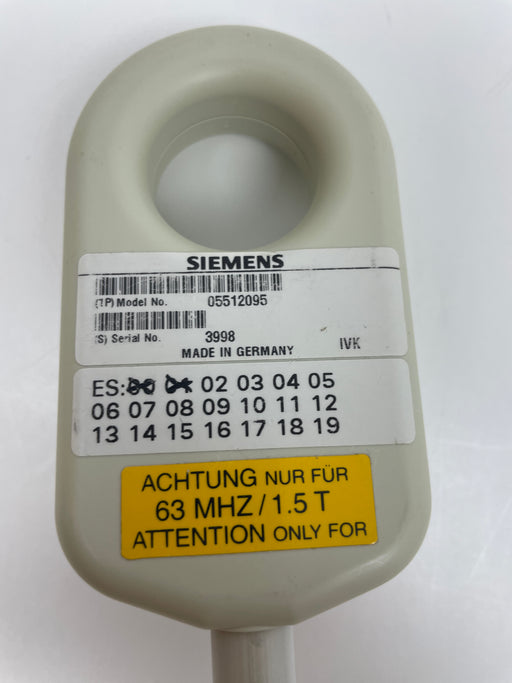 SIEMENS
(1P) Model No. 05512095
(S) Serial No. 3998
MADE IN GERMANY IVK
ES: 00 01 02 03 04 05
06 07 08 09 10 11 12
13 14 15 16 17 18 19
ACHTUNG NUR FÜR
63 MHZ / 1.5 T
ATTENTION ONLY FOR